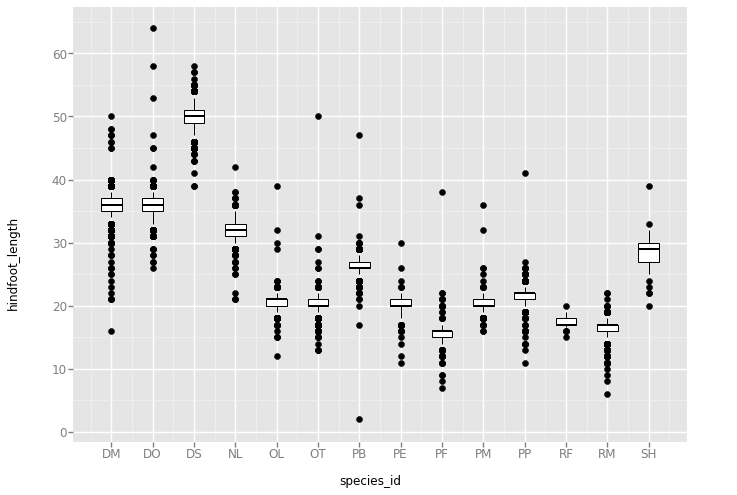 hindfoot_length
60
50
40
30
20
10
0
DM DO DS NL OL OT PB PE PF PM PP RF RM SH
species_id